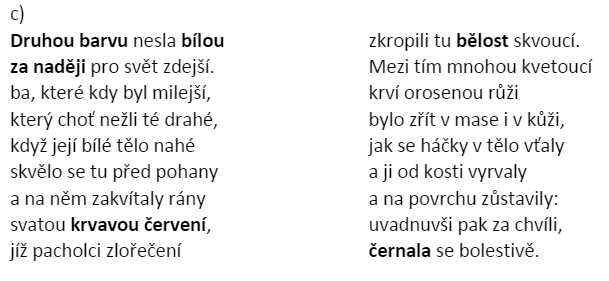 c)
Druhou barvu nesla bílou
za naději pro svět zdejší.
ba, které kdy byl milejší,
který choť nežli té drahé,
když její bílé tělo nahé
skvělo se tu před pohany
a na něm zakvítaly rány
svatou krvavou červení,
jíž pacholci zlořečení
zkropili tu bělost skvoucí.
Mezi tím mnohou kvetoucí
krví orosenou růži
bylo zřít v mase i v kůži,
jak se háčky v tělo vťaly
a ji od kosti vyrvaly
a na povrchu zůstavily:
uvadnuvši pak za chvíli,
černala se bolestivě.